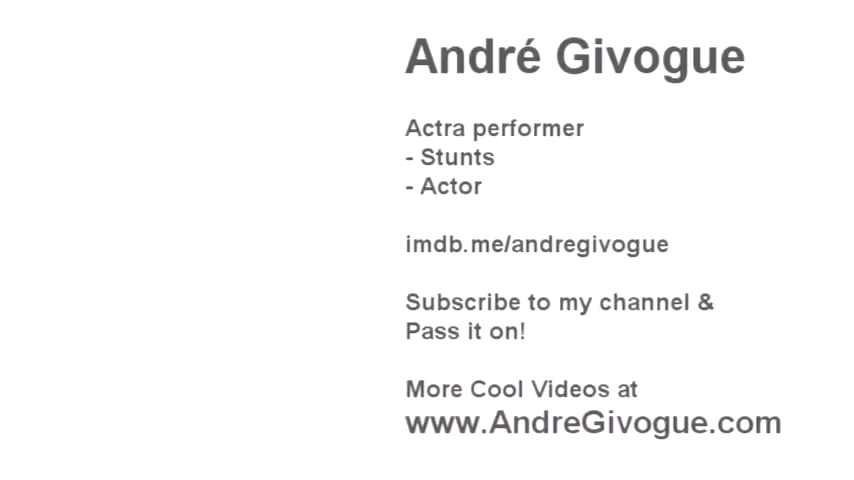 André Givogue
Actra performer
- Stunts
- Actor
imdb.me/andregivogue
Subscribe to my channel &
Pass it on!
More Cool Videos at
www.AndreGivogue.com